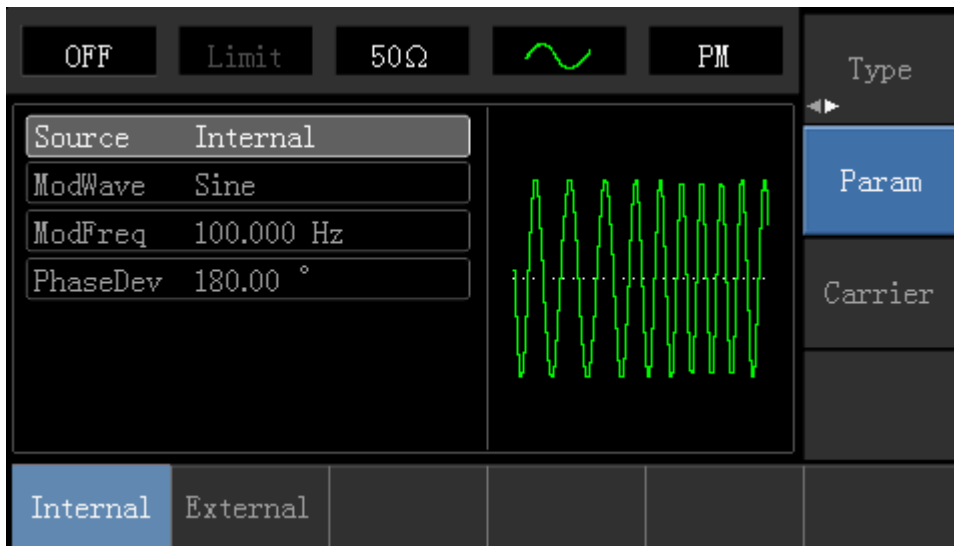 OFF Limit 50Ω PM
Type
Source Internal
ModWave Sine
ModFreq 100.000 Hz
PhaseDev 180.00 °
Param
Carrier
Internal External